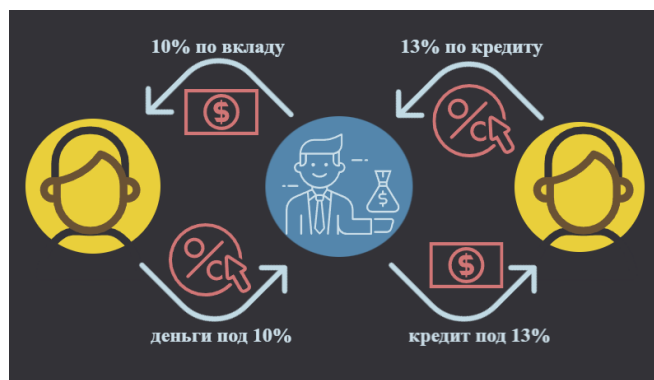 10% по вкладу
13% по кредиту
деньги под 10%
кредит под 13%